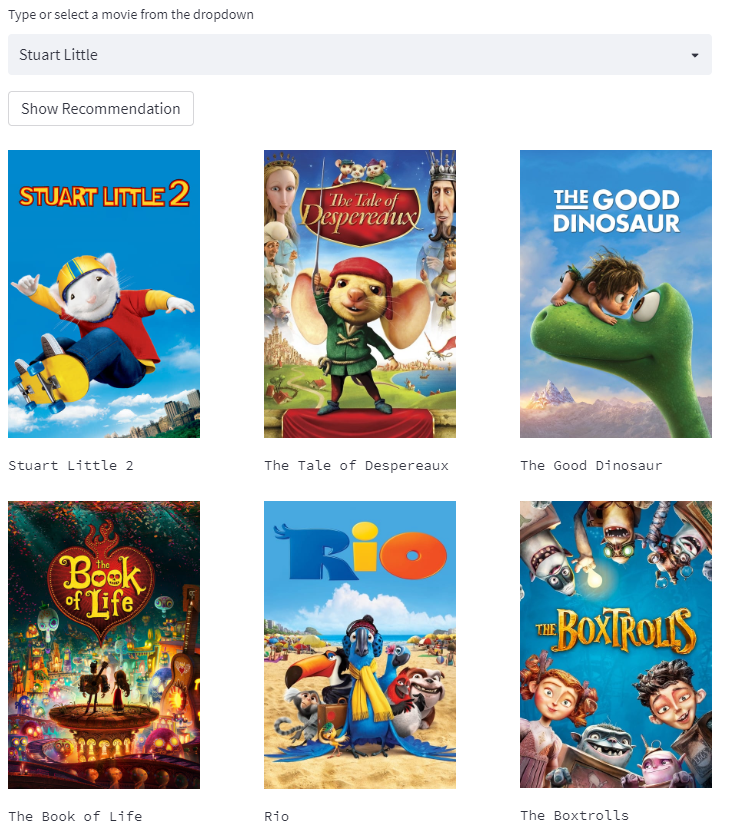 Type or select a movie from the dropdown
Stuart Little
Show Recommendation
STUART LITTLE 2
The Tale of
Despereaux
THE GOOD
DINOSAUR
Stuart Little 2
The Tale of Despereaux
The Good Dinosaur
the
Book
of Life
RIO
THE BOXTROLLS
The Book of Life
Rio
The Boxtrolls